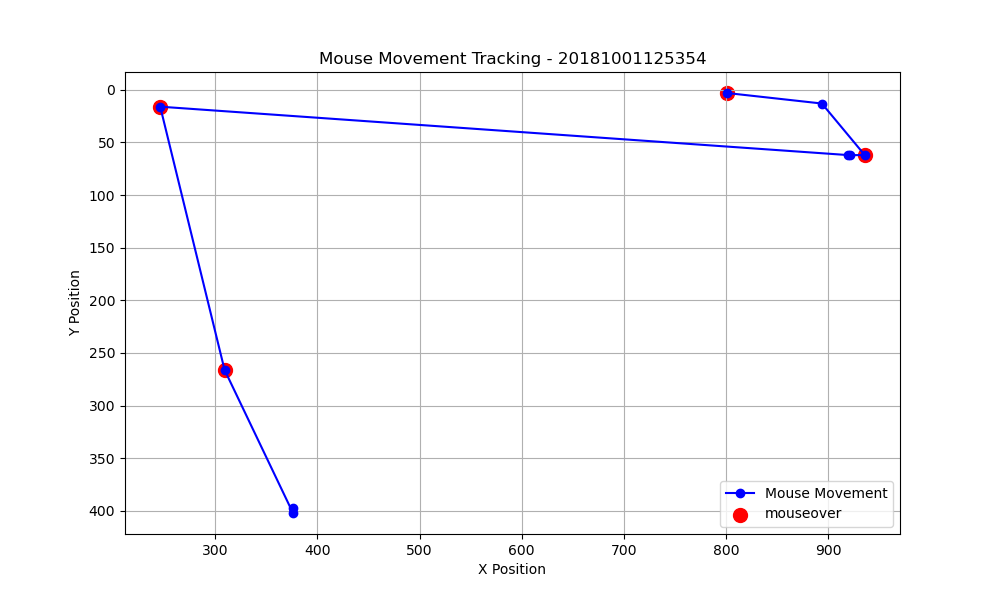 Mouse Movement Tracking - 20181001125354
0
50
100
150
200
250
300
350
400
Y Position
300 400 500 600 700 800 900
X Position
Mouse Movement
mouseover